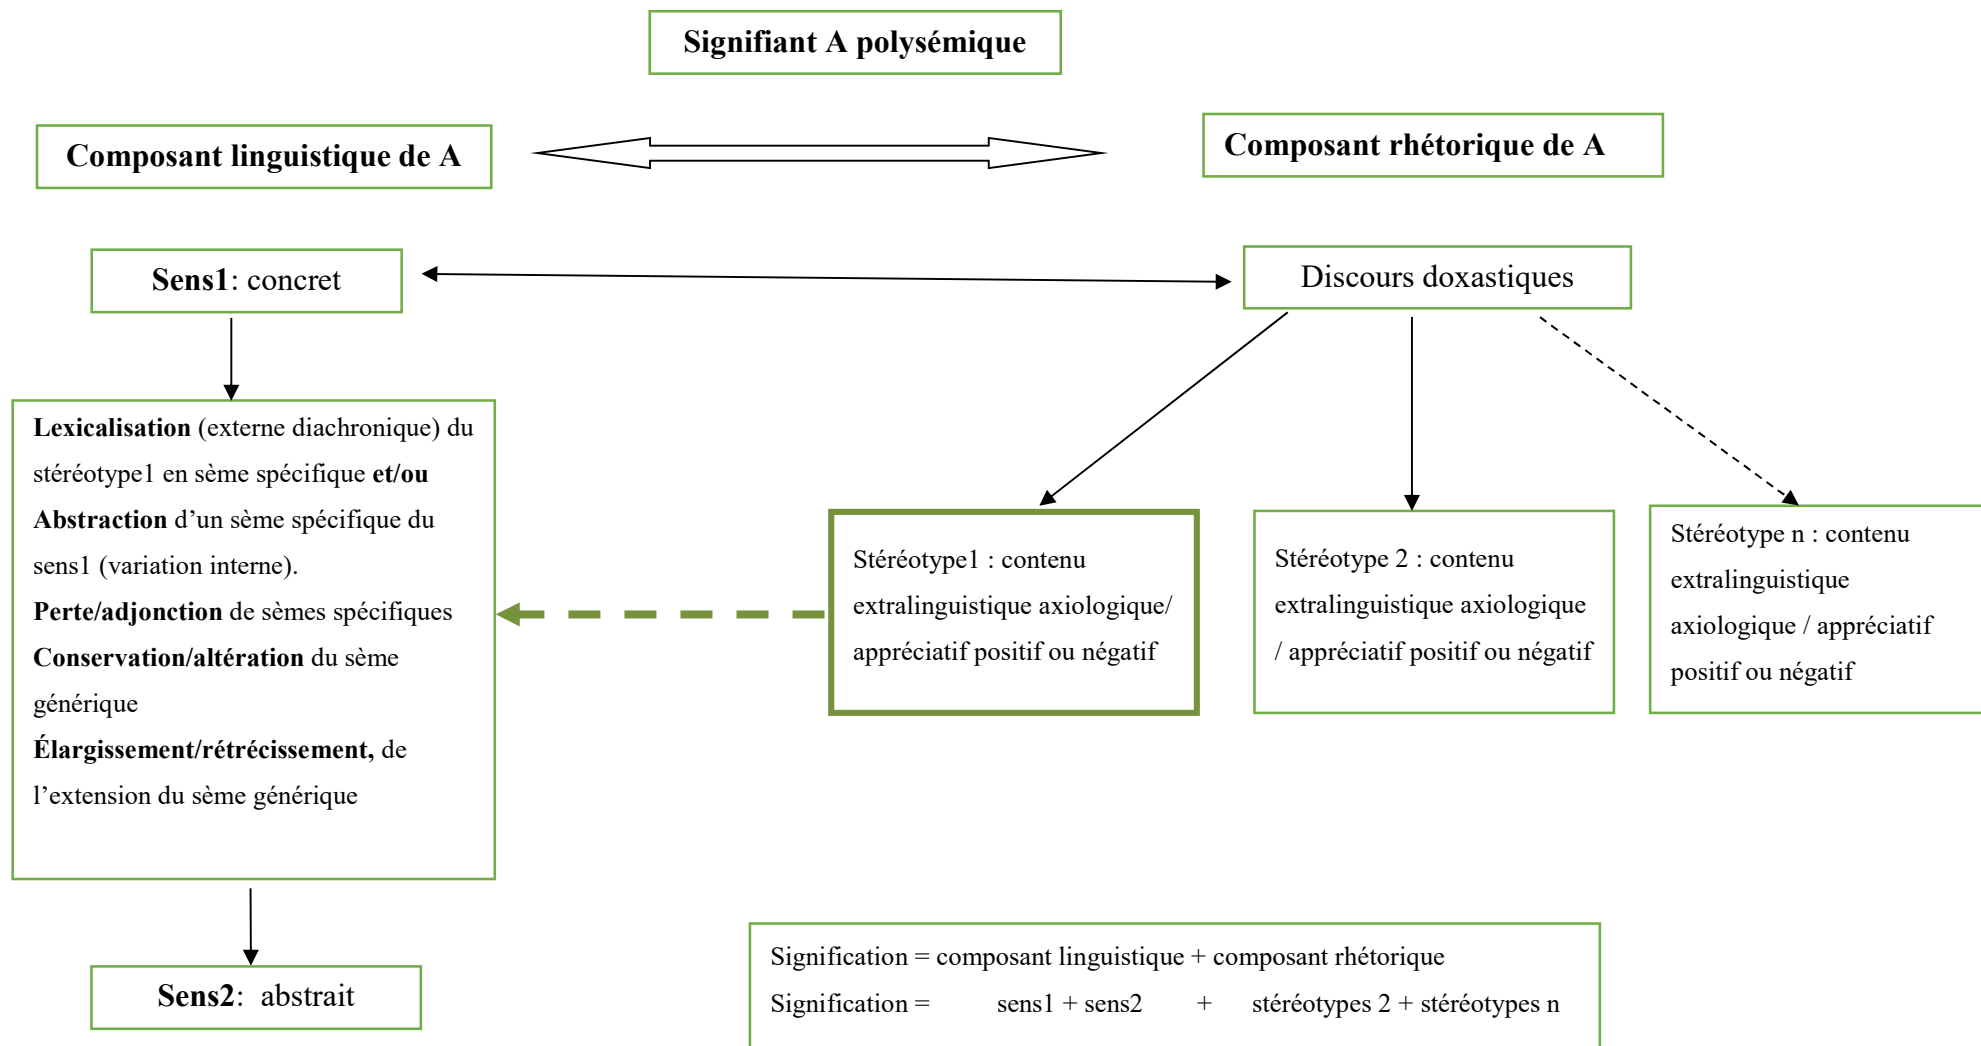 Signifiant A polysémique
Composant linguistique de A
Composant rhétorique de A
Sens1: concret
Discours doxastiques
Lexicalisation (externe diachronique) du
stéréotype1 en sème spécifique et/ou
Abstraction d’un sème spécifique du
sens1 (variation interne).
Perte/adjonction de sèmes spécifiques
Conservation/altération du sème
générique
Élargissement/rétrécissement, de
l’extension du sème générique
Stéréotype1 : contenu
extralinguistique axiologique/
appréciatif positif ou négatif
Stéréotype 2 : contenu
extralinguistique axiologique
/ appréciatif positif ou négatif
Stéréotype n : contenu
extralinguistique
axiologique / appréciatif
positif ou négatif
Sens2: abstrait
Signification = composant linguistique + composant rhétorique
Signification = sens1 + sens2 + stéréotypes 2 + stéréotypes n